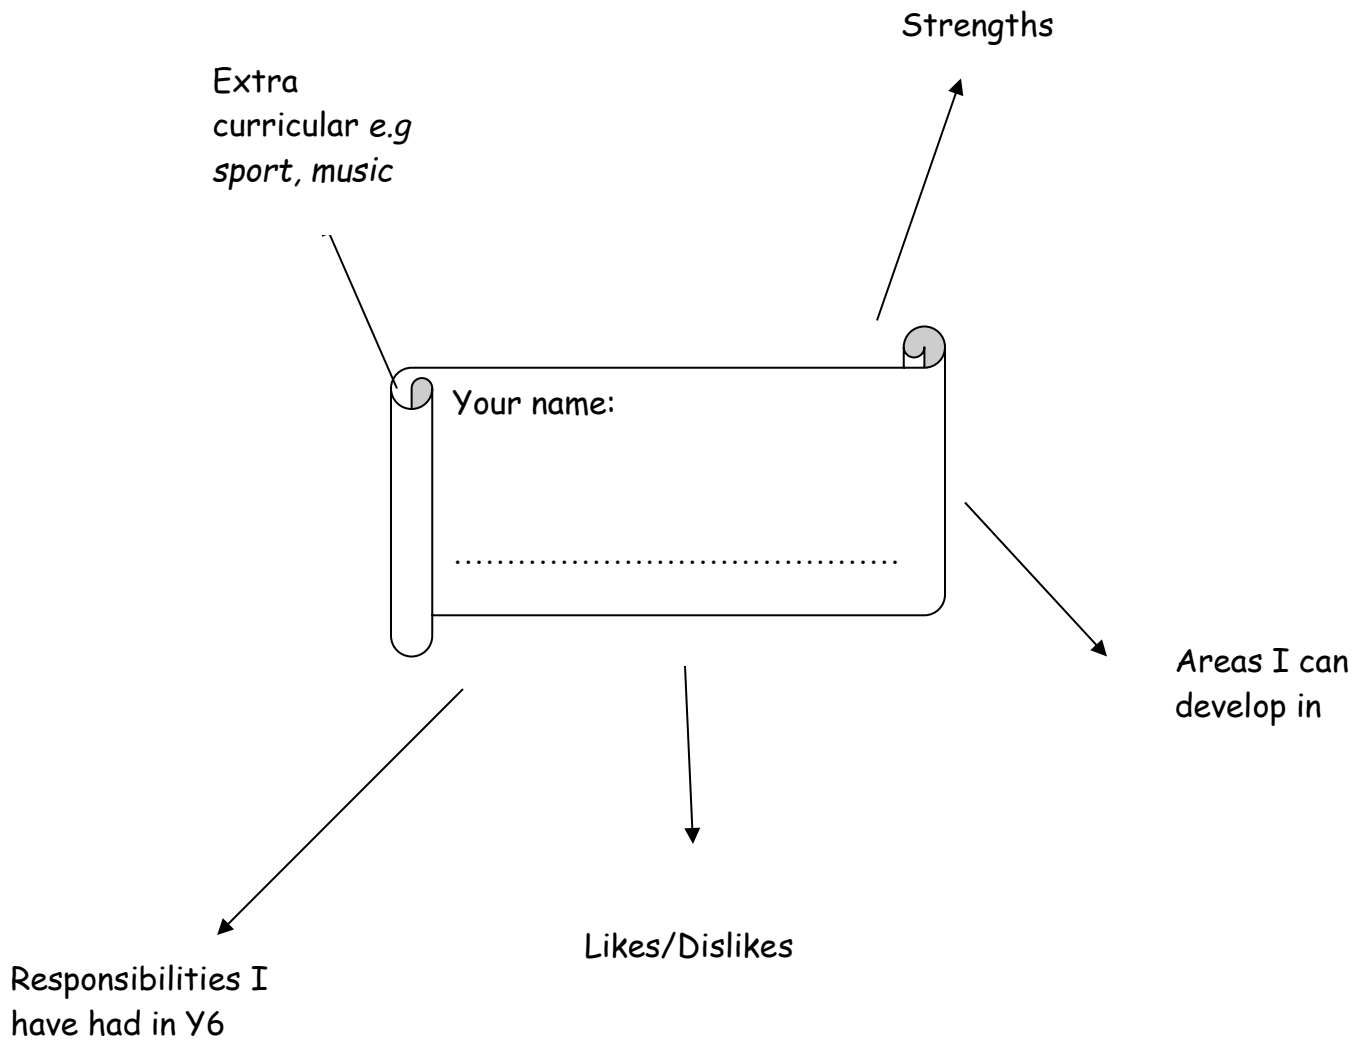 Strengths
Extra
curricular e.g
sport, music
Your name:
.......................................
Areas I can
develop in
Likes/Dislikes
Responsibilities I
have had in Y6